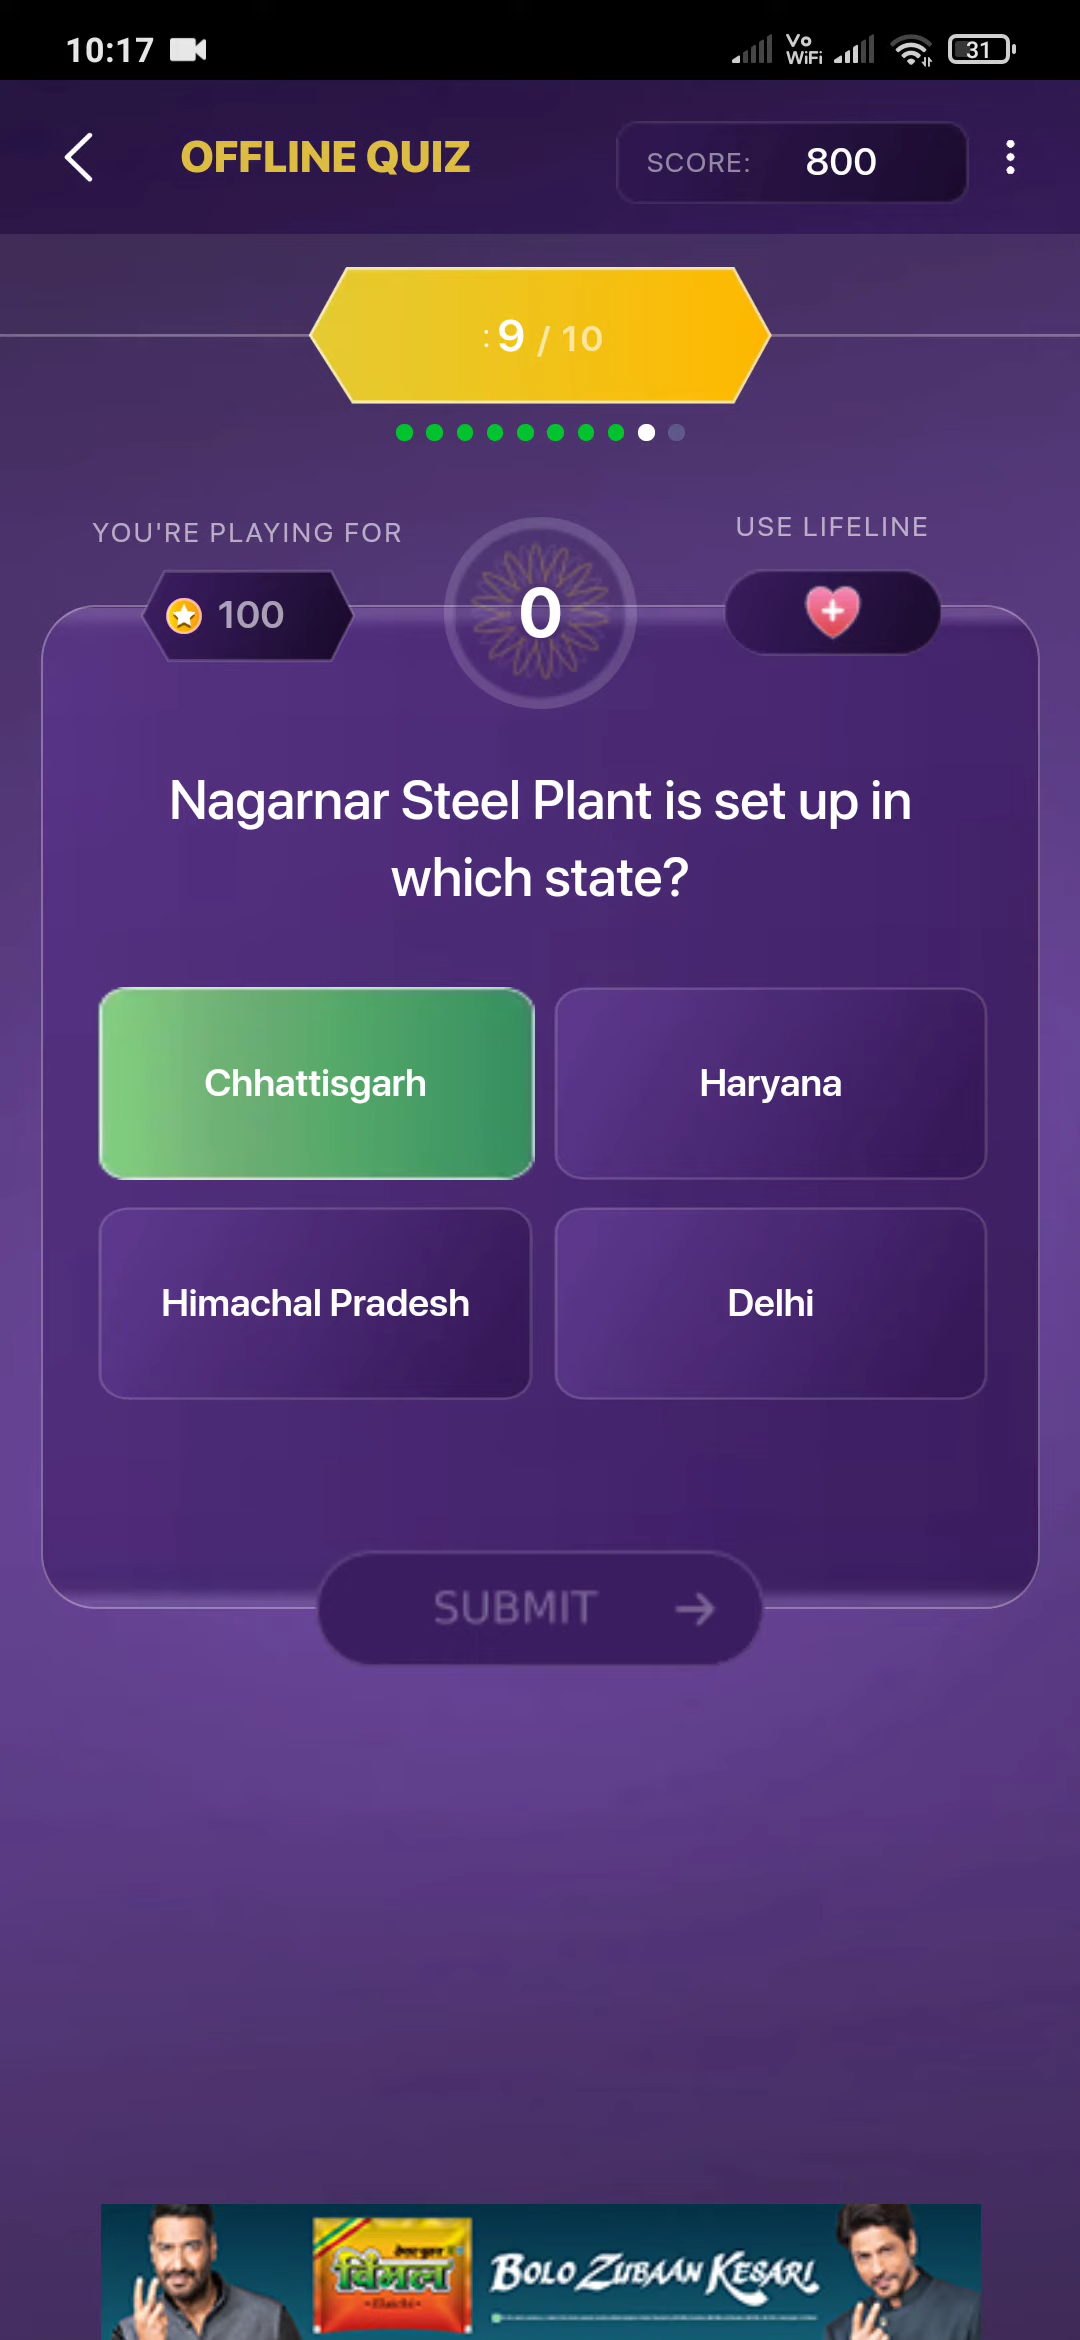 10:17
Vo
WiFi
31
OFFLINE QUIZ
SCORE: 800
: 9 / 10
YOU'RE PLAYING FOR
USE LIFELINE
100
0
Nagarnar Steel Plant is set up in
which state?
Chhattisgarh
Haryana
Himachal Pradesh
Delhi
SUBMIT
विमल
BOLO ZUBAAN KESARI